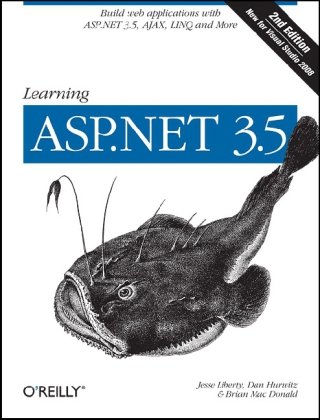 Build web applications with
ASP.NET 3.5, AJAX, LINQ and More
2nd Edition
Now for Visual Studio 2008
Learning
ASP.NET 3.5
O'REILLY®
Jesse Liberty, Dan Hurwitz
& Brian Mac Donald